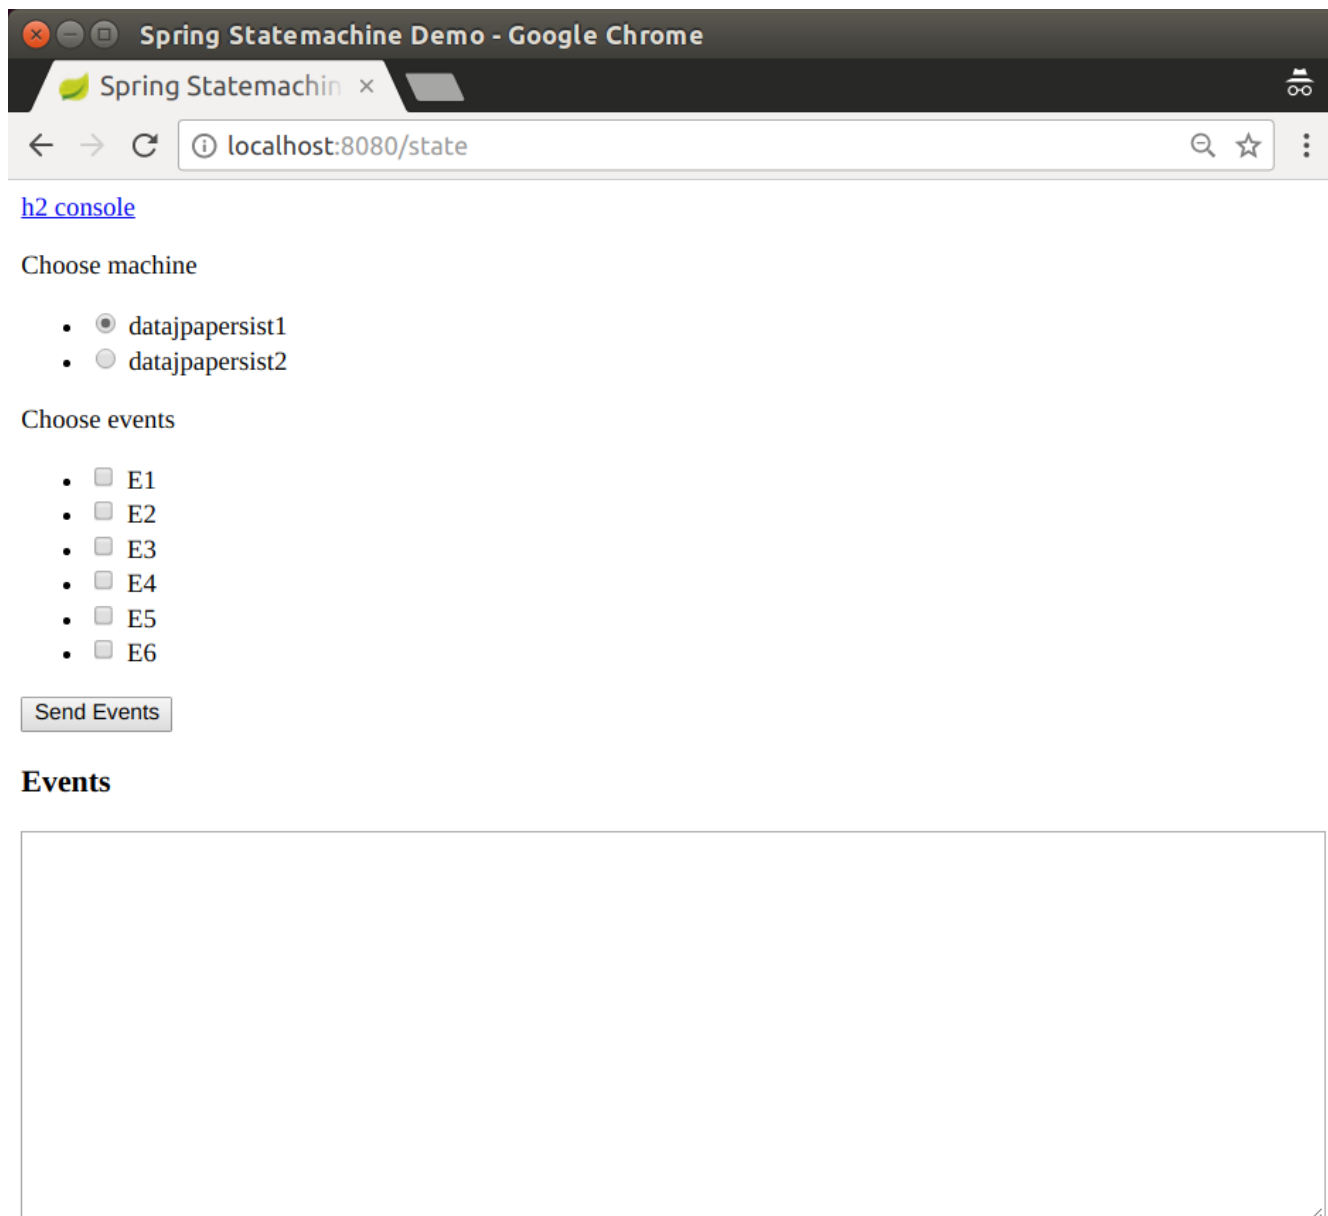 Spring Statemachine Demo - Google Chrome
Spring Statemachin
localhost:8080/state
h2 console
Choose machine
datajpapersist1
datajpapersist2
Choose events
E1
E2
E3
E4
E5
E6
Send Events
Events